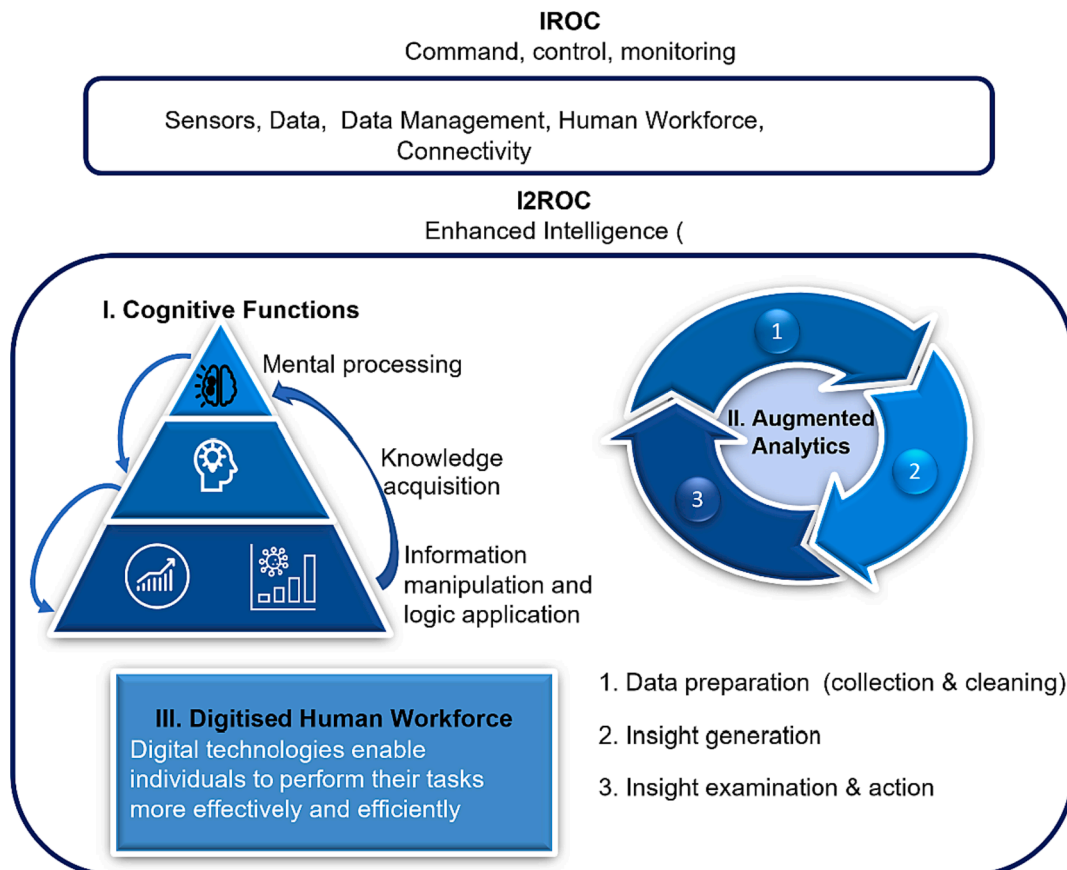 IROC
Command, control, monitoring
Sensors, Data, Data Management, Human Workforce,
Connectivity
I2ROC
Enhanced Intelligence (
I. Cognitive Functions
Mental processing
Knowledge
acquisition
Information
manipulation and
logic application
1
II. Augmented
Analytics
2
3
III. Digitised Human Workforce
Digital technologies enable
individuals to perform their tasks
more effectively and efficiently
1. Data preparation (collection & cleaning)
2. Insight generation
3. Insight examination & action